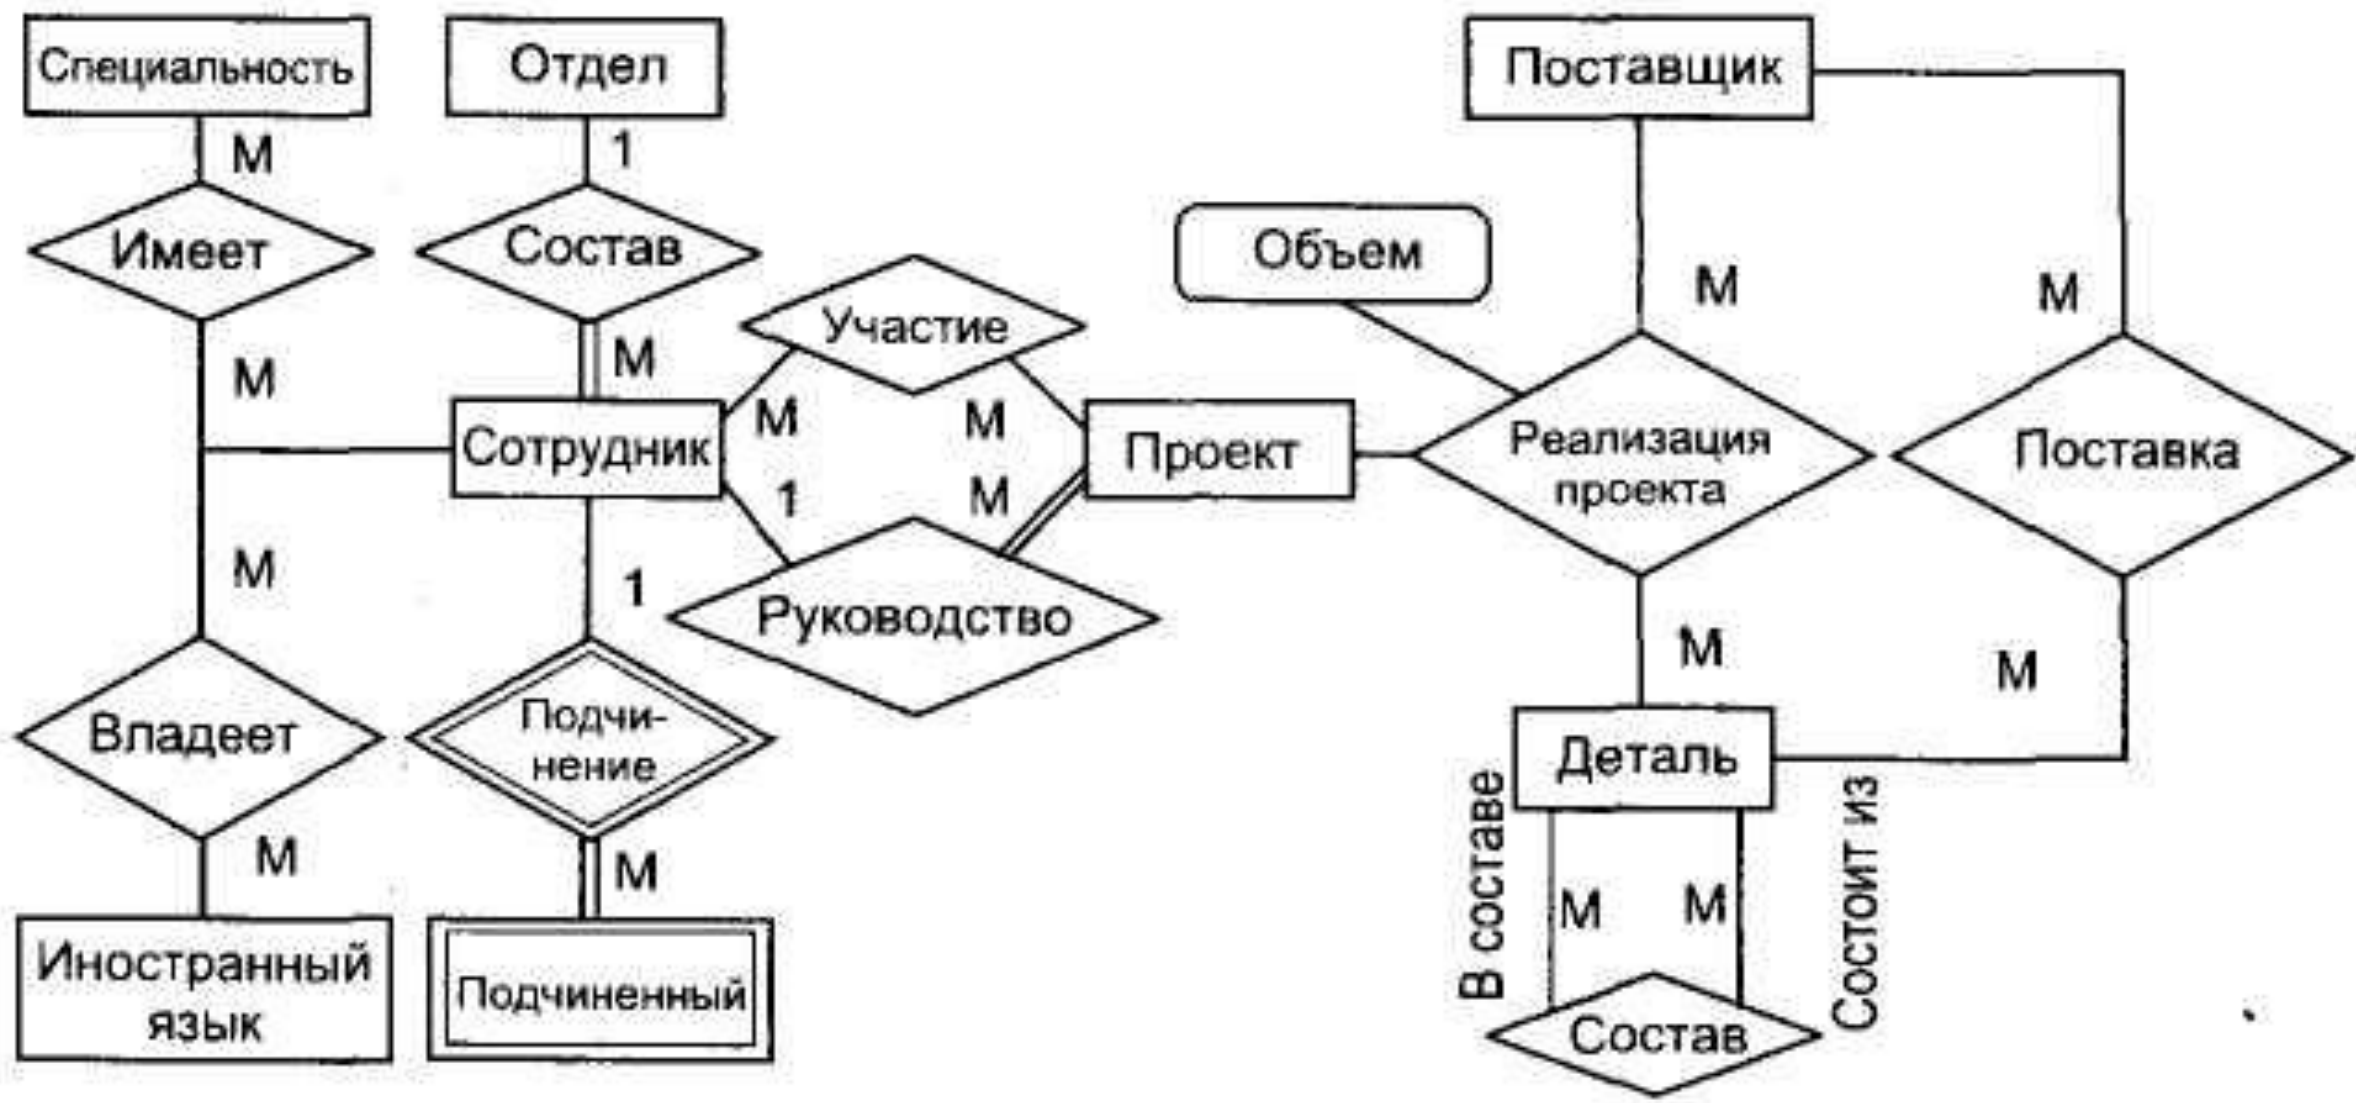 Специальность
Отдел
Поставщик
М
1
Имеет
Состав
Объем
Участие
М
М
М
М
М
М
Сотрудник
Проект
Реализация
проекта
Поставка
1
М
М
1
Руководство
М
М
Владеет
Подчи-
нение
Деталь
М
М
В составе
М
М
Состоит из
Иностранный
язык
Подчиненный
Состав